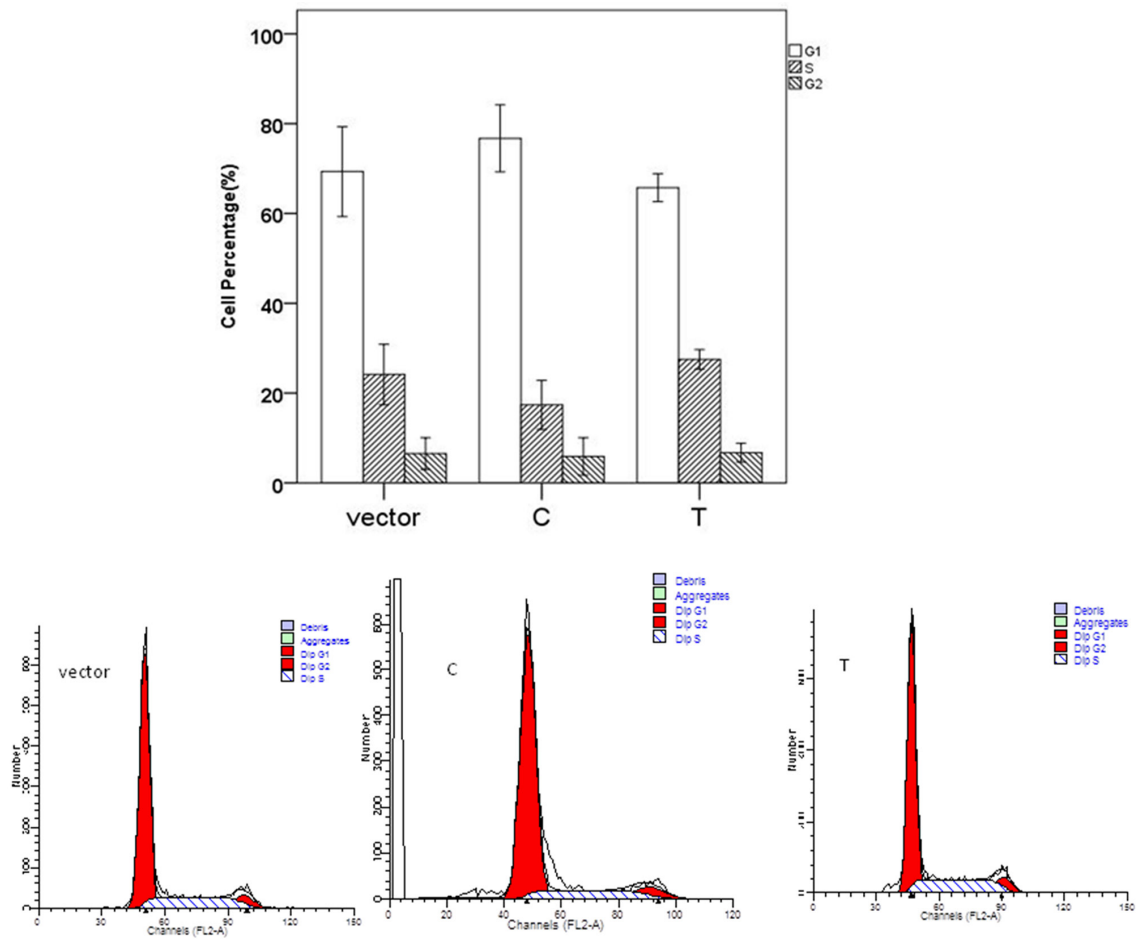 100
80
60
40
20
0
Cell Percentage(%)
vector
C
T
G1
S
G2
vector
Number
0
Debris
Aggregates
Dip G1
Dip G2
Dip S
0 30 60 90 120 150
Channels (FL2-A)
C
Number
600
500
400
300
200
100
0
Debris
Aggregates
Dip G1
Dip G2
Dip S
0 20 40 60 80 100 120
Channels (FL2-A)
T
Number
Debris
Aggregates
Dip G1
Dip G2
Dip S
0 30 60 90 120 150
Channels (FL2-A)